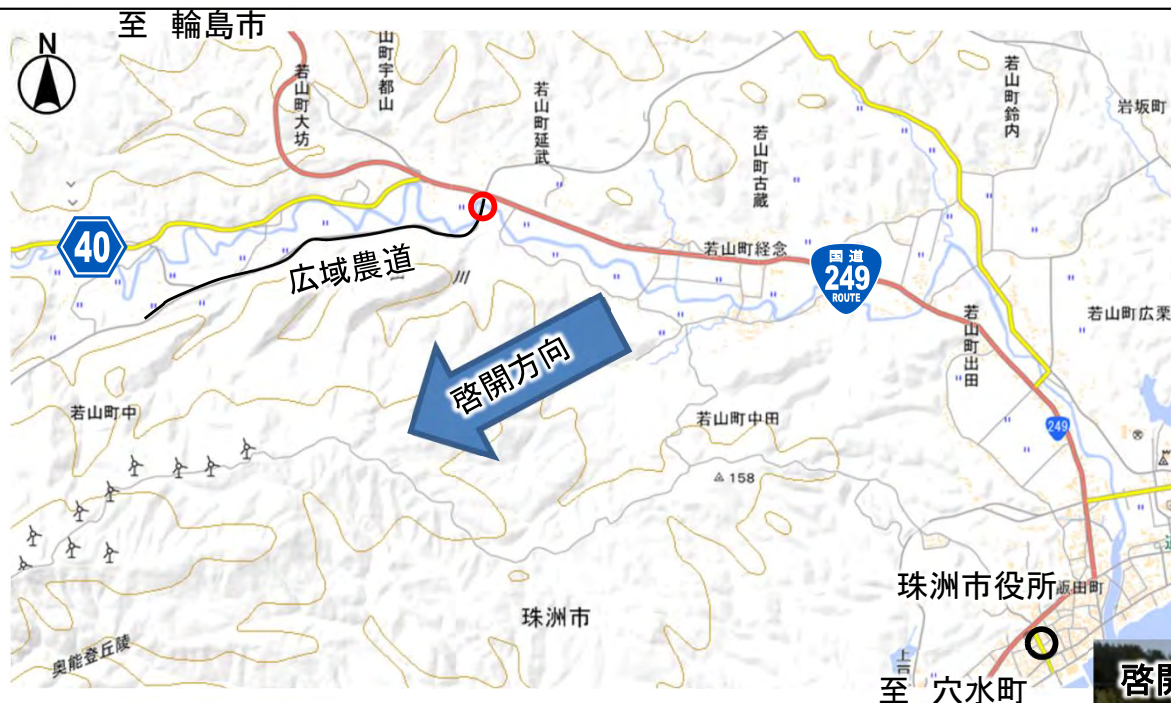 至 輪島市
N
山町宇都山
若山町大坊
若山町延武
若山町鈴内
岩坂町
若山町古蔵
40
広域農道
川
若山町経念
国道
249
ROUTE
若山町広栗
若山町出田
啓開方向
若山町中
若山町中田
249
158
珠洲市役所
飯田町
珠洲市
奥能登丘陵
上戸
至 穴水町
啓開